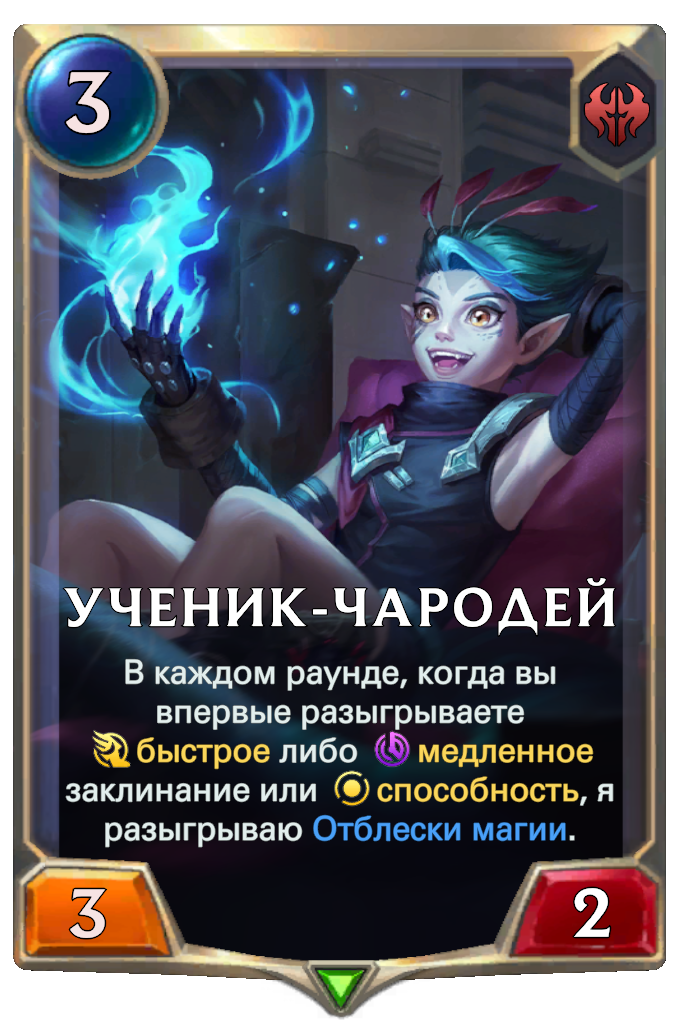 3
УЧЕНИК-ЧАРОДЕЙ
В каждом раунде, когда вы
впервые разыгрываете
быстрое либо медленное
заклинание или способность, я
разыгрываю Отблески магии.
3
2